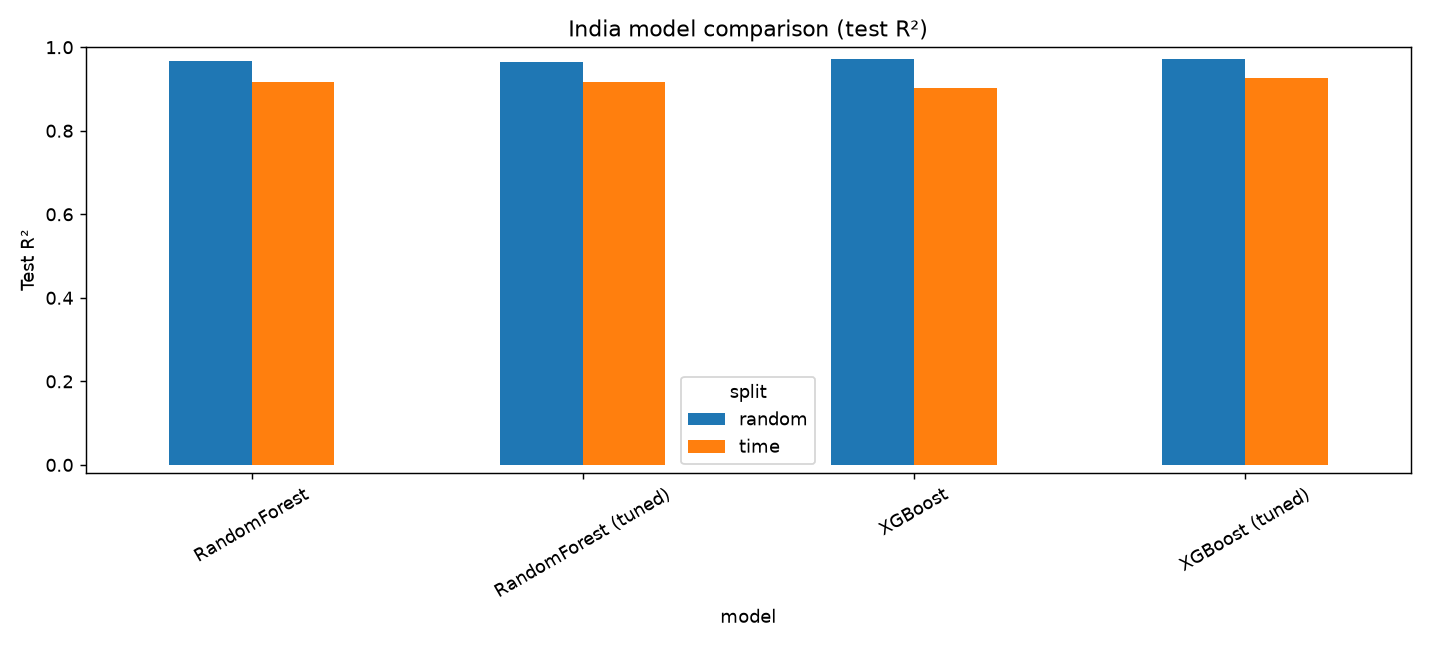 India model comparison (test R²)
Test R²
1.0
0.8
0.6
0.4
0.2
0.0
split
random
time
RandomForest
RandomForest (tuned)
XGBoost
XGBoost (tuned)
model